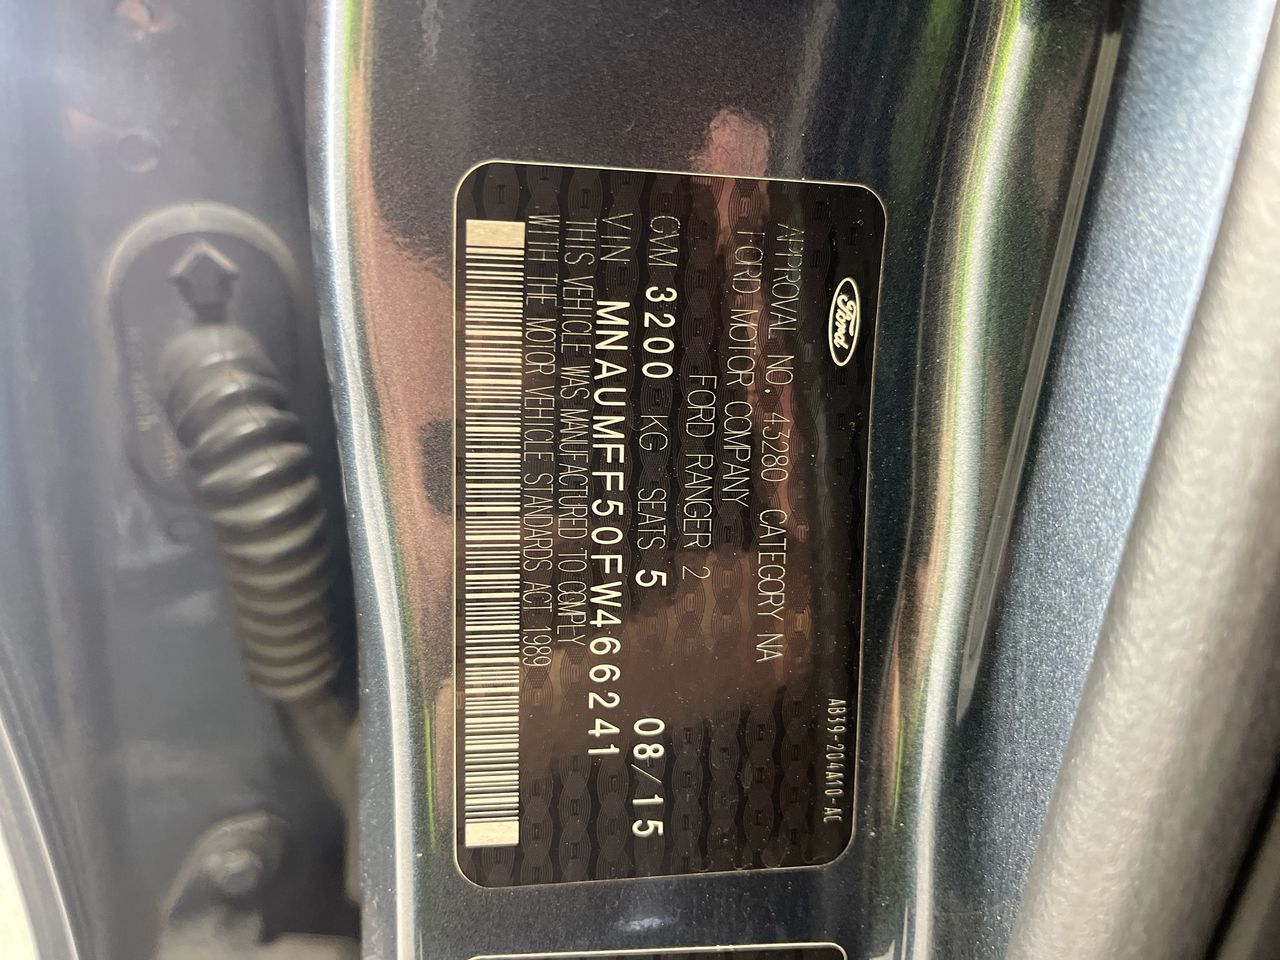 Ford
AB39-204A10-AC
APPROVAL NO. 43280 CATEGORY NA
FORD MOTOR COMPANY
FORD RANGER 2
GVM 3200 KG SEATS 5 08/15
VIN MNAUMFF50FW466241
THIS VEHICLE WAS MANUFACTURED TO COMPLY
WITH THE MOTOR VEHICLE STANDARDS ACT 1989